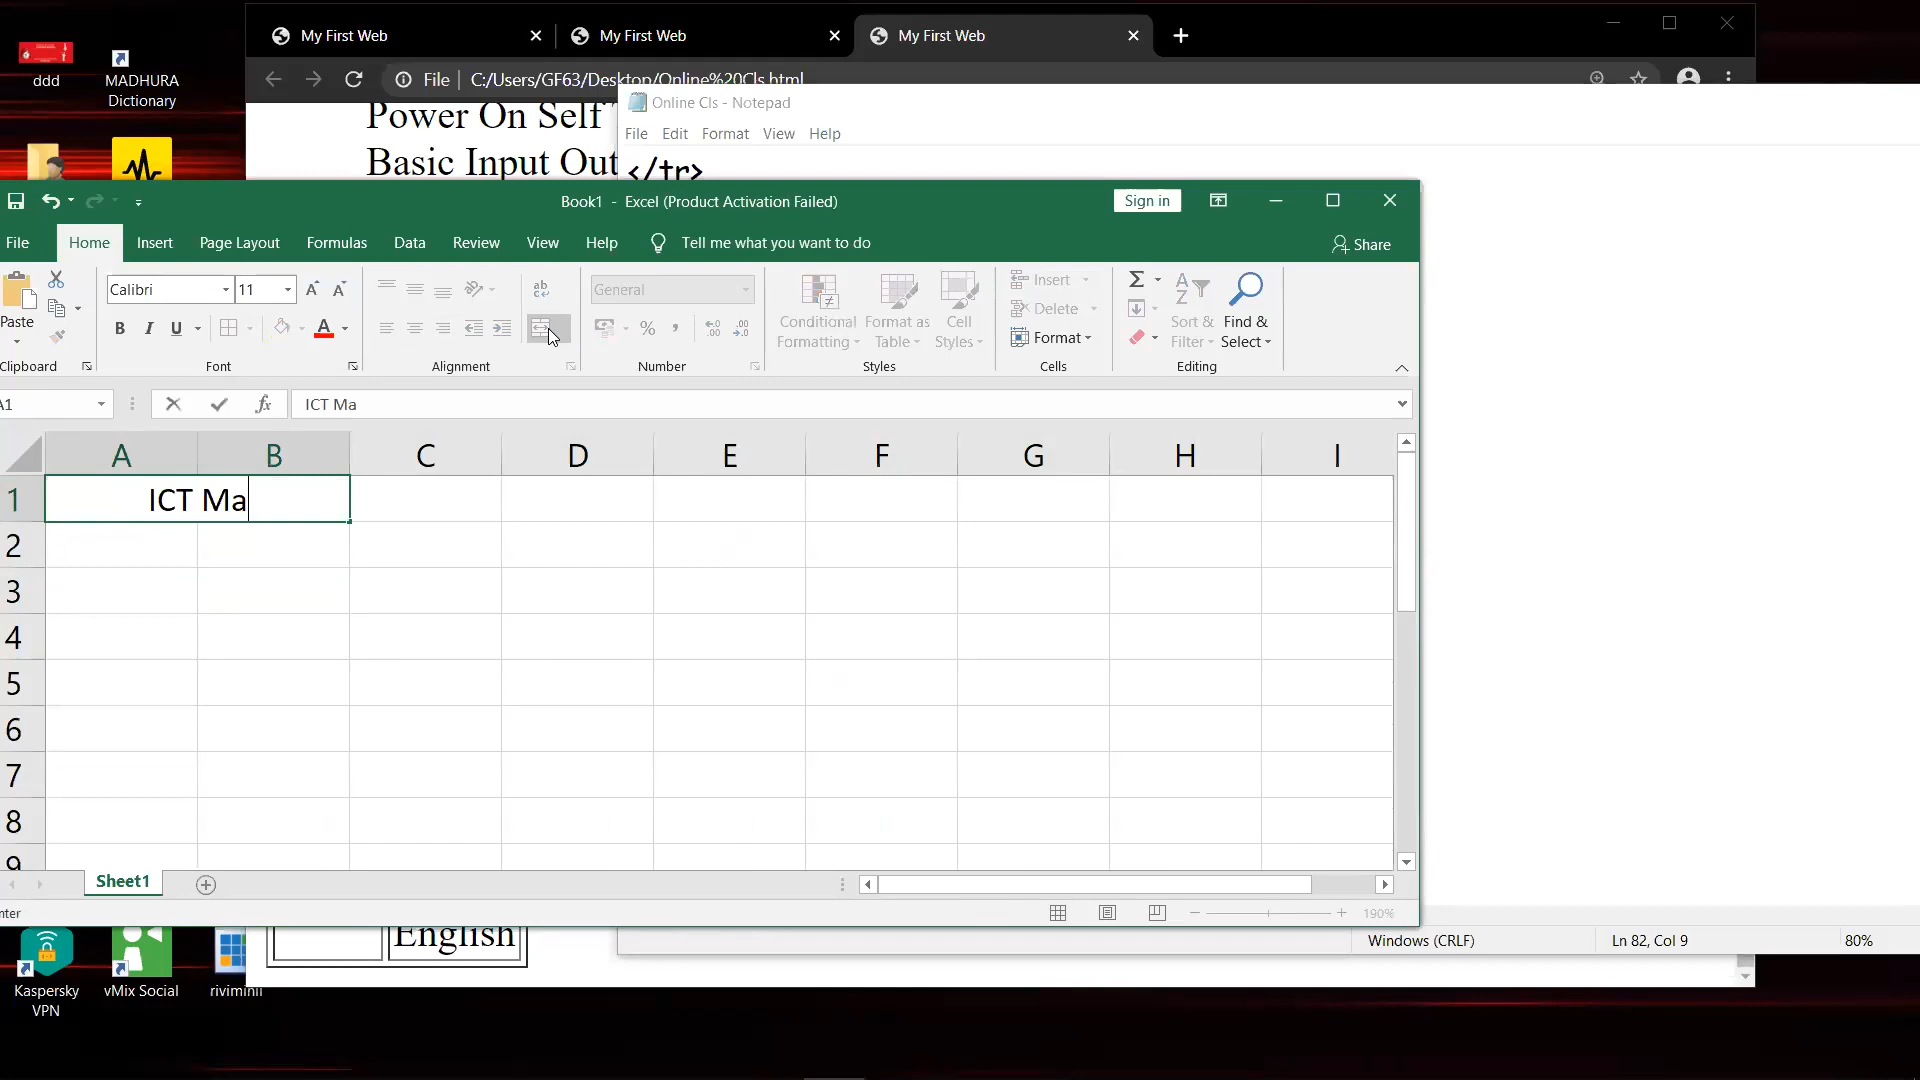 ddd
MADHURA
Dictionary
My First Web
My First Web
My First Web
File
C:/Users/GF63/Desktop/Online%20Cls.html
Power On Self
Basic Input Out
Online Cls - Notepad
File Edit Format View Help
</tr>
Book1 - Excel (Product Activation Failed)
Sign in
File Home Insert Page Layout Formulas Data Review View Help Tell me what you want to do
Share
Paste
Calibri
11
General
Conditional
Formatting
Format as
Table
Cell
Styles
Insert
Delete
Format
Sort &
Filter
Find &
Select
Clipboard
Font
Alignment
Number
Styles
Cells
Editing
A1
ICT Ma
A B C D E F G H I
1 ICT Ma
2
3
4
5
6
7
8
9
Sheet1
nter
190%
English
Windows (CRLF)
Ln 82, Col 9
80%
Kaspersky
VPN
vMix Social